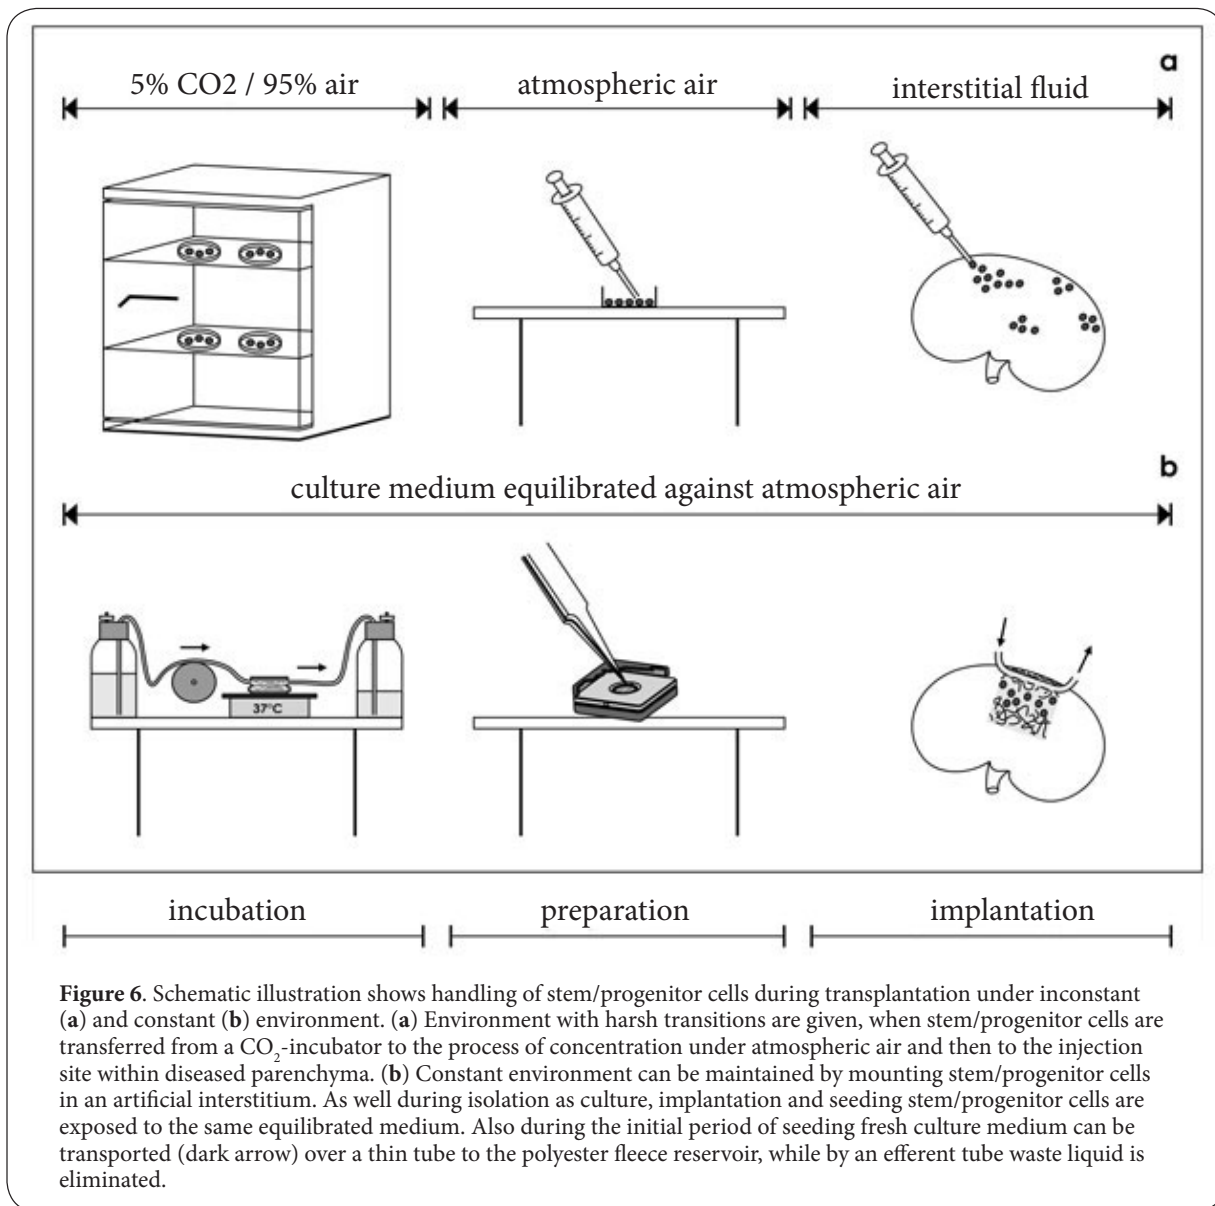 a
5% CO2 / 95% air
atmospheric air
interstitial fluid
b
culture medium equilibrated against atmospheric air
37°C
incubation
preparation
implantation
Figure 6. Schematic illustration shows handling of stem/progenitor cells during transplantation under inconstant
(a) and constant (b) environment. (a) Environment with harsh transitions are given, when stem/progenitor cells are
transferred from a CO₂-incubator to the process of concentration under atmospheric air and then to the injection
site within diseased parenchyma. (b) Constant environment can be maintained by mounting stem/progenitor cells
in an artificial interstitium. As well during isolation as culture, implantation and seeding stem/progenitor cells are
exposed to the same equilibrated medium. Also during the initial period of seeding fresh culture medium can be
transported (dark arrow) over a thin tube to the polyester fleece reservoir, while by an efferent tube waste liquid is
eliminated.